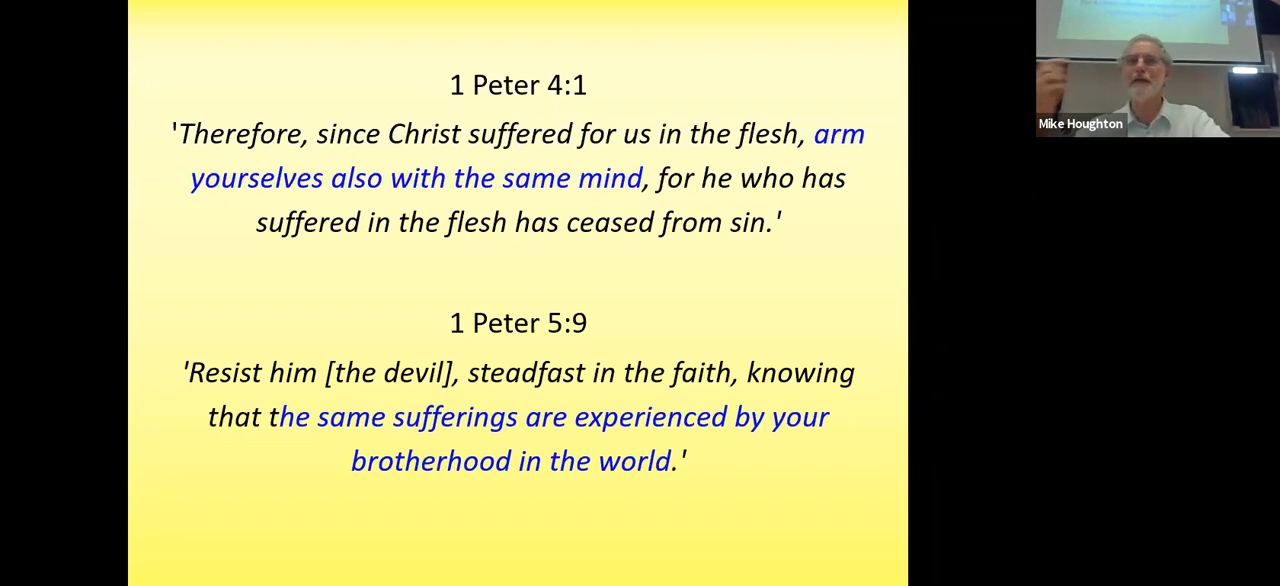 1 Peter 4:1
'Therefore, since Christ suffered for us in the flesh, arm
yourselves also with the same mind, for he who has
suffered in the flesh has ceased from sin.'
1 Peter 5:9
'Resist him [the devil], steadfast in the faith, knowing
that the same sufferings are experienced by your
brotherhood in the world.'
Mike Houghton